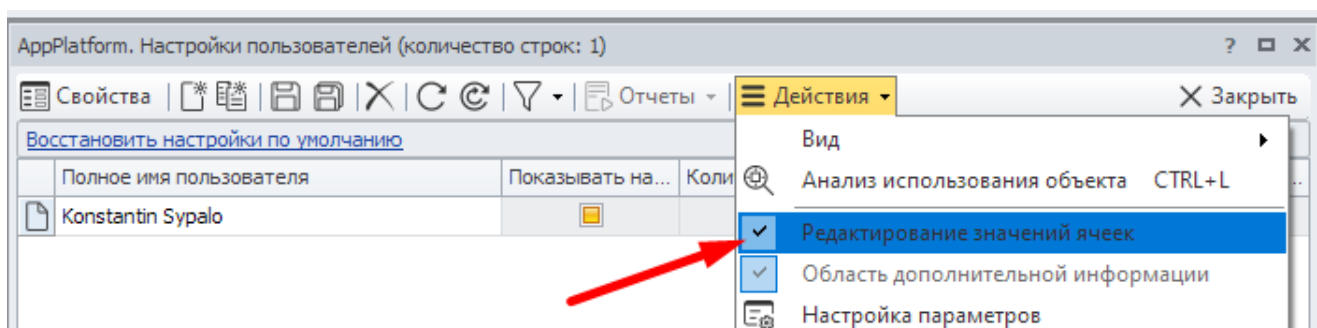 AppPlatform. Настройки пользователей (количество строк: 1)
Свойства Отчеты Действия Закрыть
Восстановить настройки по умолчанию
Вид
Полное имя пользователя Показывать на... Коли
Анализ использования объекта CTRL+L
Konstantin Sypalo
Редактирование значений ячеек
Область дополнительной информации
Настройка параметров